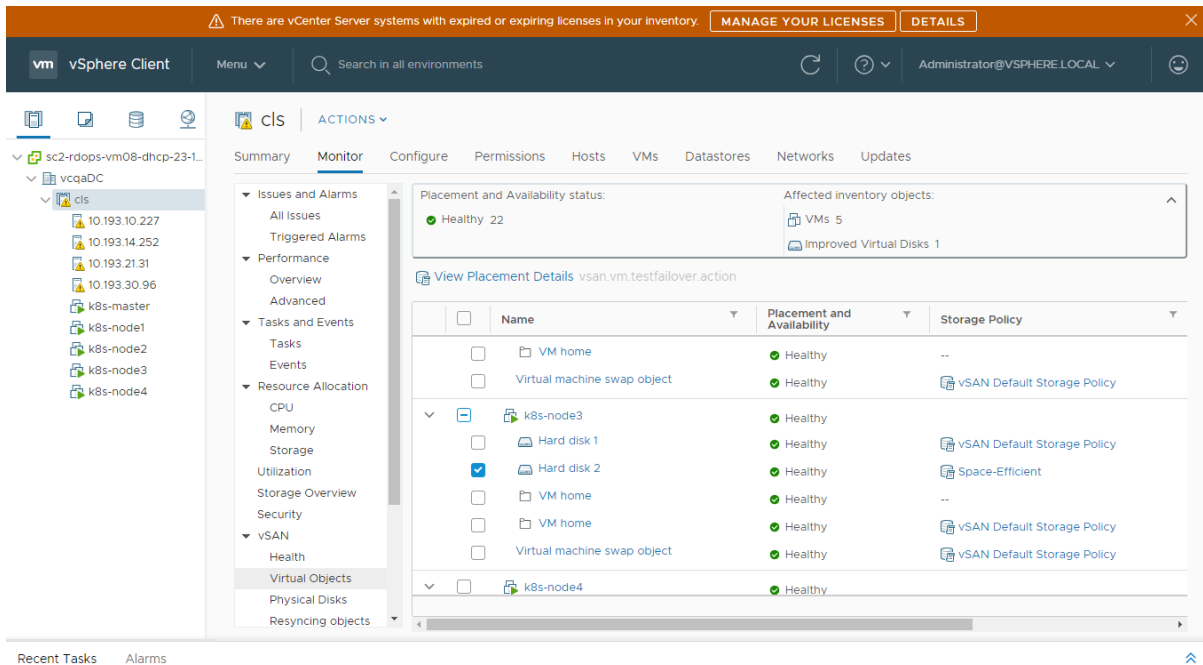 There are vCenter Server systems with expired or expiring licenses in your inventory. MANAGE YOUR LICENSES DETAILS
vm vSphere Client Menu Search in all environments Administrator@VSPHERE.LOCAL
sc2-rdops-vm08-dhcp-23-1...
vcqaDC
cls
10.193.10.227
10.193.14.252
10.193.21.31
10.193.30.96
k8s-master
k8s-node1
k8s-node2
k8s-node3
k8s-node4
cls ACTIONS
Summary Monitor Configure Permissions Hosts VMs Datastores Networks Updates
Issues and Alarms
All Issues
Triggered Alarms
Performance
Overview
Advanced
Tasks and Events
Tasks
Events
Resource Allocation
CPU
Memory
Storage
Utilization
Storage Overview
Security
vSAN
Health
Virtual Objects
Physical Disks
Resyncing objects
Placement and Availability status: Affected inventory objects:
Healthy 22 VMs 5
Improved Virtual Disks 1
View Placement Details vsan.vm.testfailover.action
Name Placement and Availability Storage Policy
VM home Healthy --
Virtual machine swap object Healthy vSAN Default Storage Policy
k8s-node3 Healthy
Hard disk 1 Healthy vSAN Default Storage Policy
Hard disk 2 Healthy Space-Efficient
VM home Healthy --
VM home Healthy vSAN Default Storage Policy
Virtual machine swap object Healthy vSAN Default Storage Policy
k8s-node4 Healthy
Recent Tasks Alarms